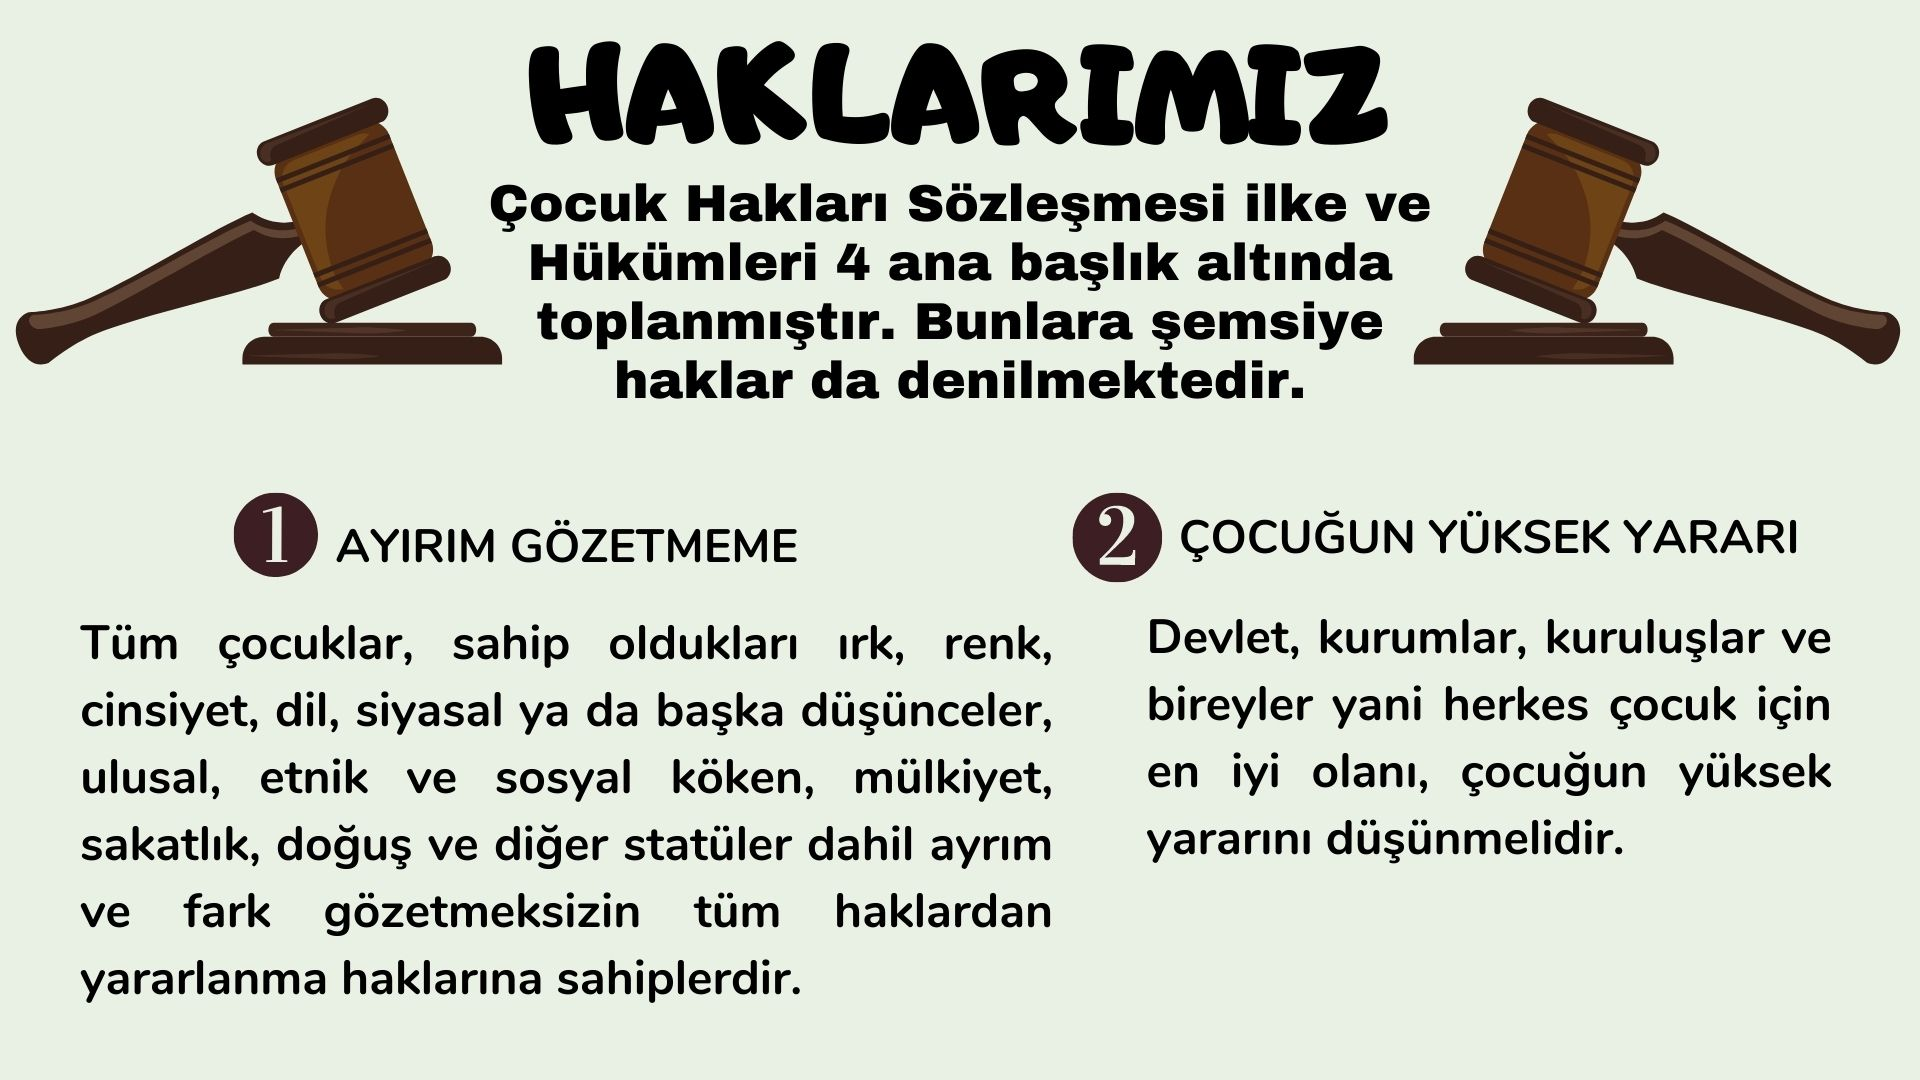 HAKLARIMIZ
Çocuk Hakları Sözleşmesi ilke ve
Hükümleri 4 ana başlık altında
toplanmıştır. Bunlara şemsiye
haklar da denilmektedir.
1 AYIRIM GÖZETMEME
Tüm çocuklar, sahip oldukları ırk, renk,
cinsiyet, dil, siyasal ya da başka düşünceler,
ulusal, etnik ve sosyal köken, mülkiyet,
sakatlık, doğuş ve diğer statüler dahil ayrım
ve fark gözetmeksizin tüm haklardan
yararlanma haklarına sahiplerdir.
2 ÇOCUĞUN YÜKSEK YARARI
Devlet, kurumlar, kuruluşlar ve
bireyler yani herkes çocuk için
en iyi olanı, çocuğun yüksek
yararını düşünmelidir.